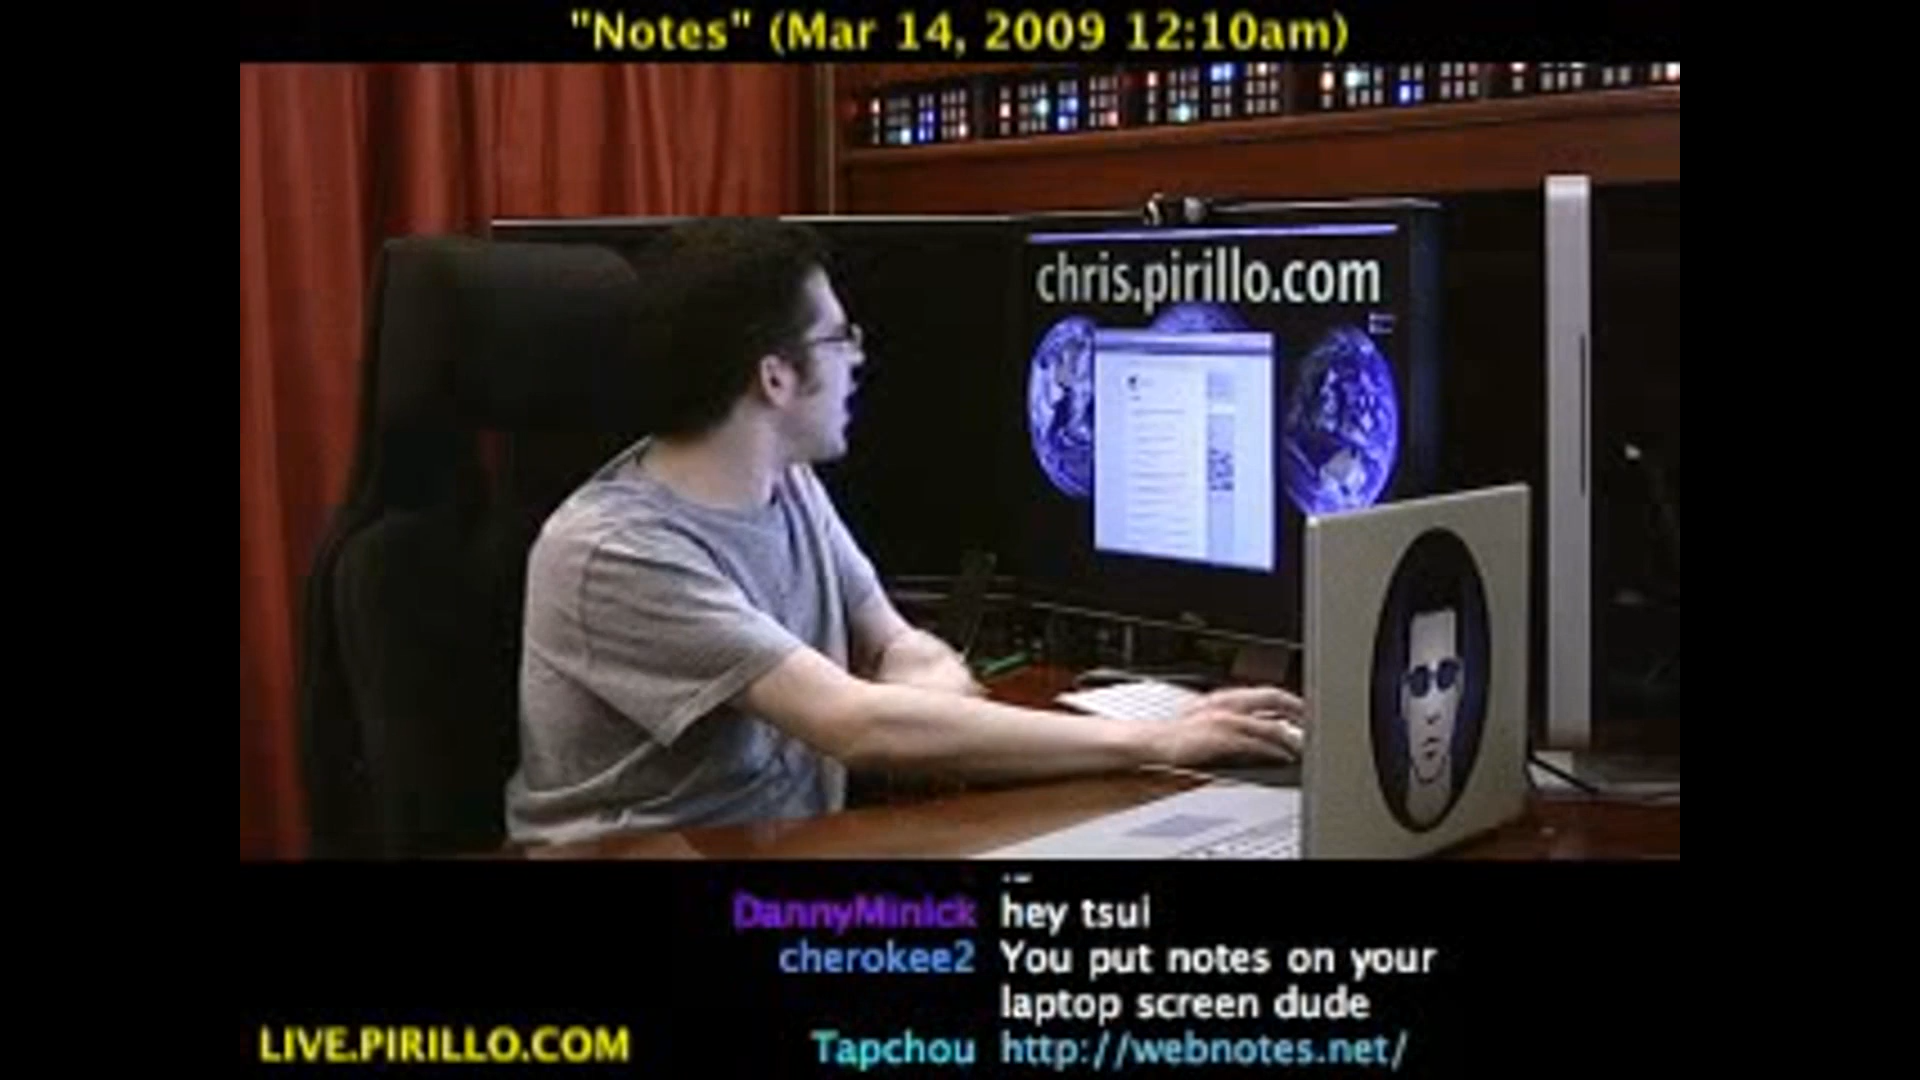 "Notes" (Mar 14, 2009 12:10am)
chris.pirillo.com
DannyMinick hey tsui
cherokee2 You put notes on your
laptop screen dude
LIVE.PIRILLO.COM
Tapchou http://webnotes.net/